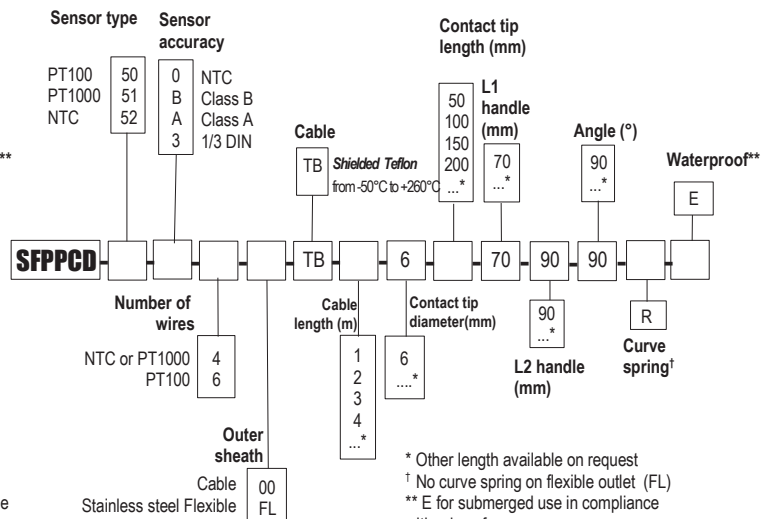 Sensor type
Sensor accuracy
PT100 50
PT1000 51
NTC 52
0 NTC
B Class B
A Class A
3 1/3 DIN
**
Cable
TB Shielded Teflon
from -50°C to +260°C
Contact tip
length (mm)
50
100
150
200
...*
L1
handle
(mm)
70
...*
Angle (°)
90
...*
Waterproof**
E
SFPPCD - - - - TB - - 6 - - 70 - 90 - 90 - -
Number of
wires
NTC or PT1000 4
PT100 6
Outer
sheath
Cable 00
Stainless steel Flexible FL
Cable
length (m)
1
2
3
4
...*
Contact tip
diameter(mm)
6
....*
90
...*
L2 handle
(mm)
R
Curve
spring†
* Other length available on request
† No curve spring on flexible outlet (FL)
** E for submerged use in compliance
e